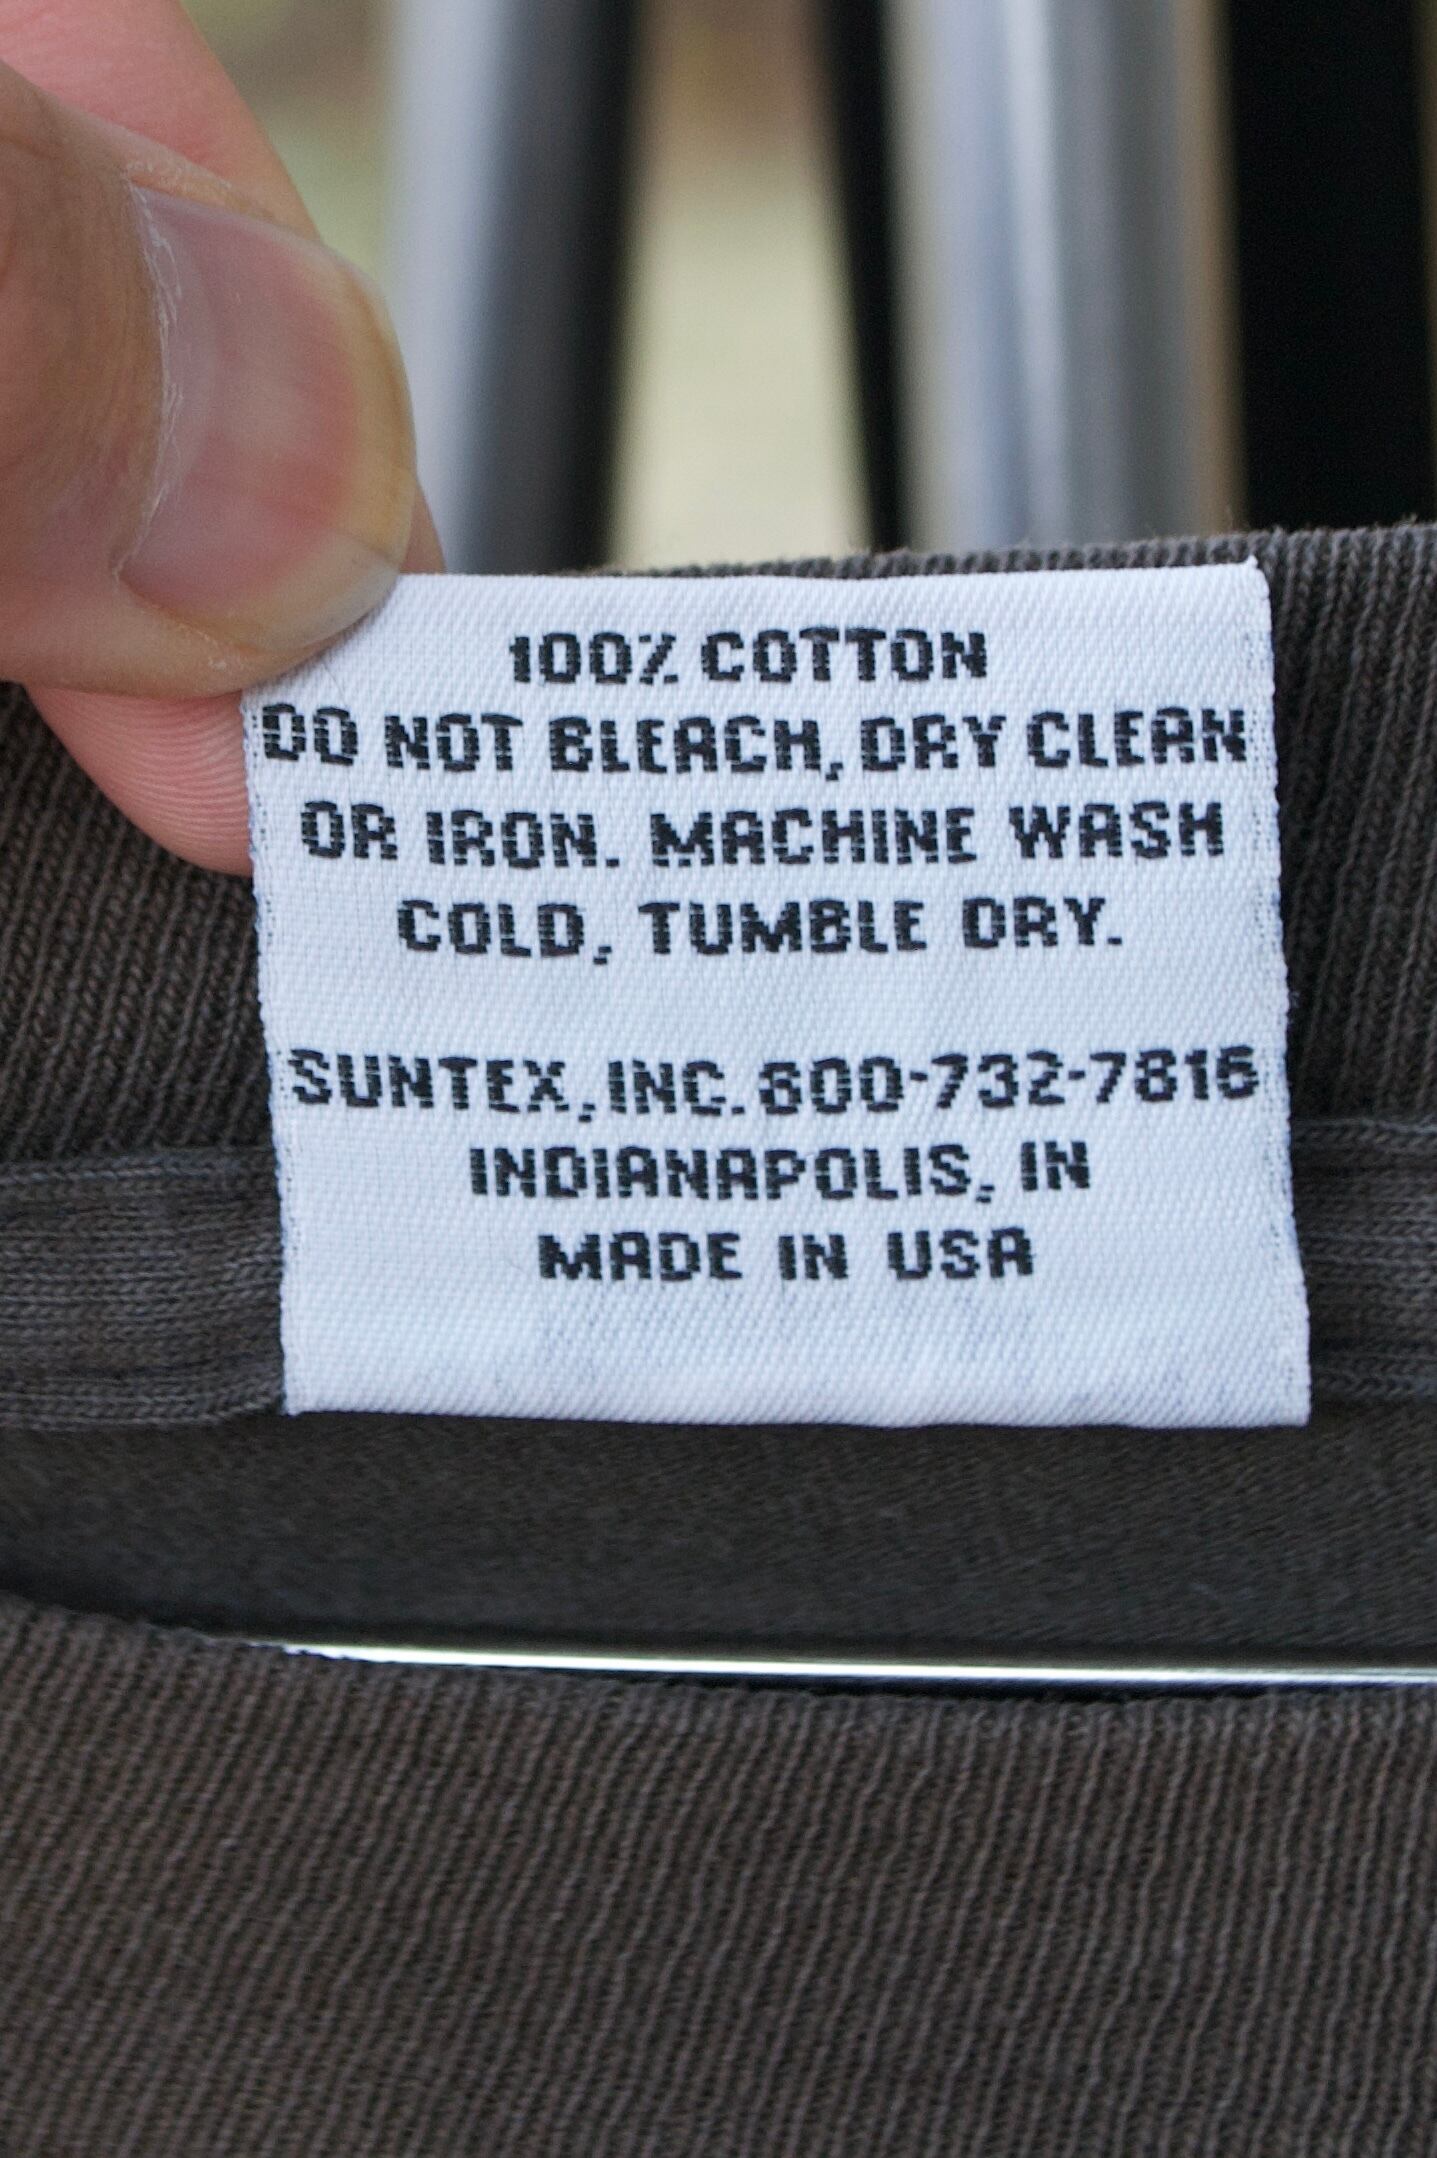 100% COTTON
DO NOT BLEACH, DRY CLEAN
OR IRON. MACHINE WASH
COLD, TUMBLE DRY.
SUNTEX, INC. 800-732-7816
INDIANAPOLIS, IN
MADE IN USA